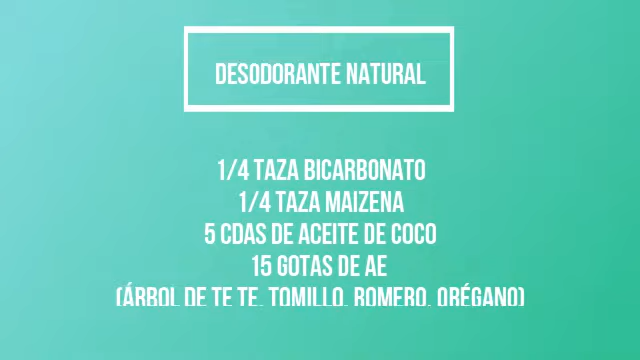 DESODORANTE NATURAL
1/4 TAZA BICARBONATO
1/4 TAZA MAIZENA
5 CDAS DE ACEITE DE COCO
15 GOTAS DE AE
(ÁRBOL DE TE TE, TOMILLO, ROMERO, ORÉGANO)